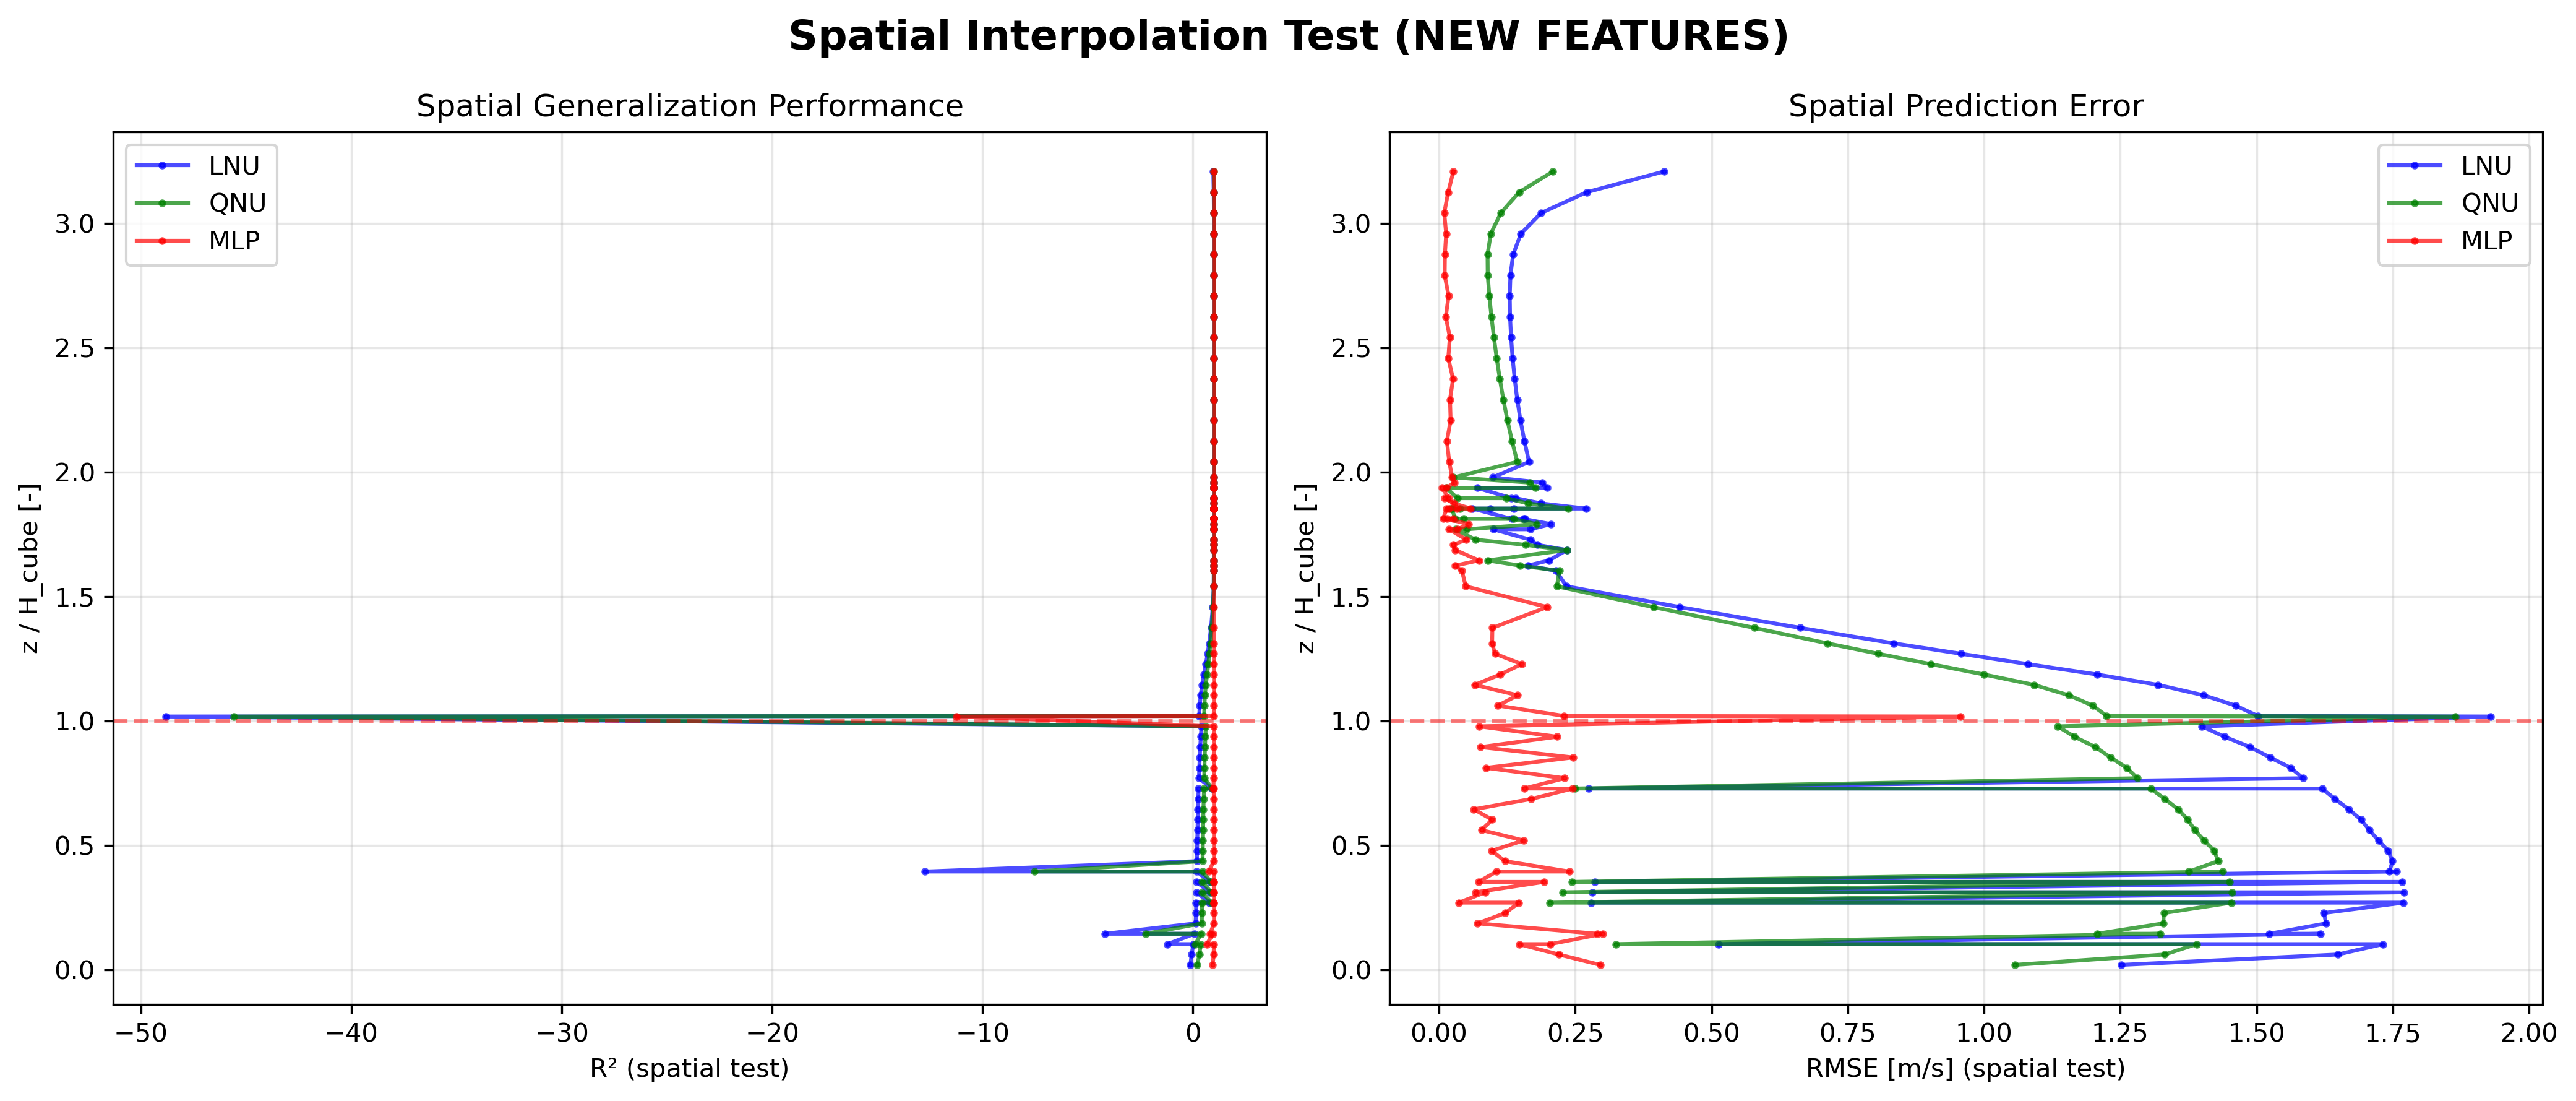 Spatial Interpolation Test (NEW FEATURES)
Spatial Generalization Performance
LNU
QNU
MLP
3.0
2.5
2.0
1.5
1.0
0.5
0.0
z / H_cube [-]
−50
−40
−30
−20
−10
0
R² (spatial test)
Spatial Prediction Error
LNU
QNU
MLP
3.0
2.5
2.0
1.5
1.0
0.5
0.0
z / H_cube [-]
0.00
0.25
0.50
0.75
1.00
1.25
1.50
1.75
2.00
RMSE [m/s] (spatial test)